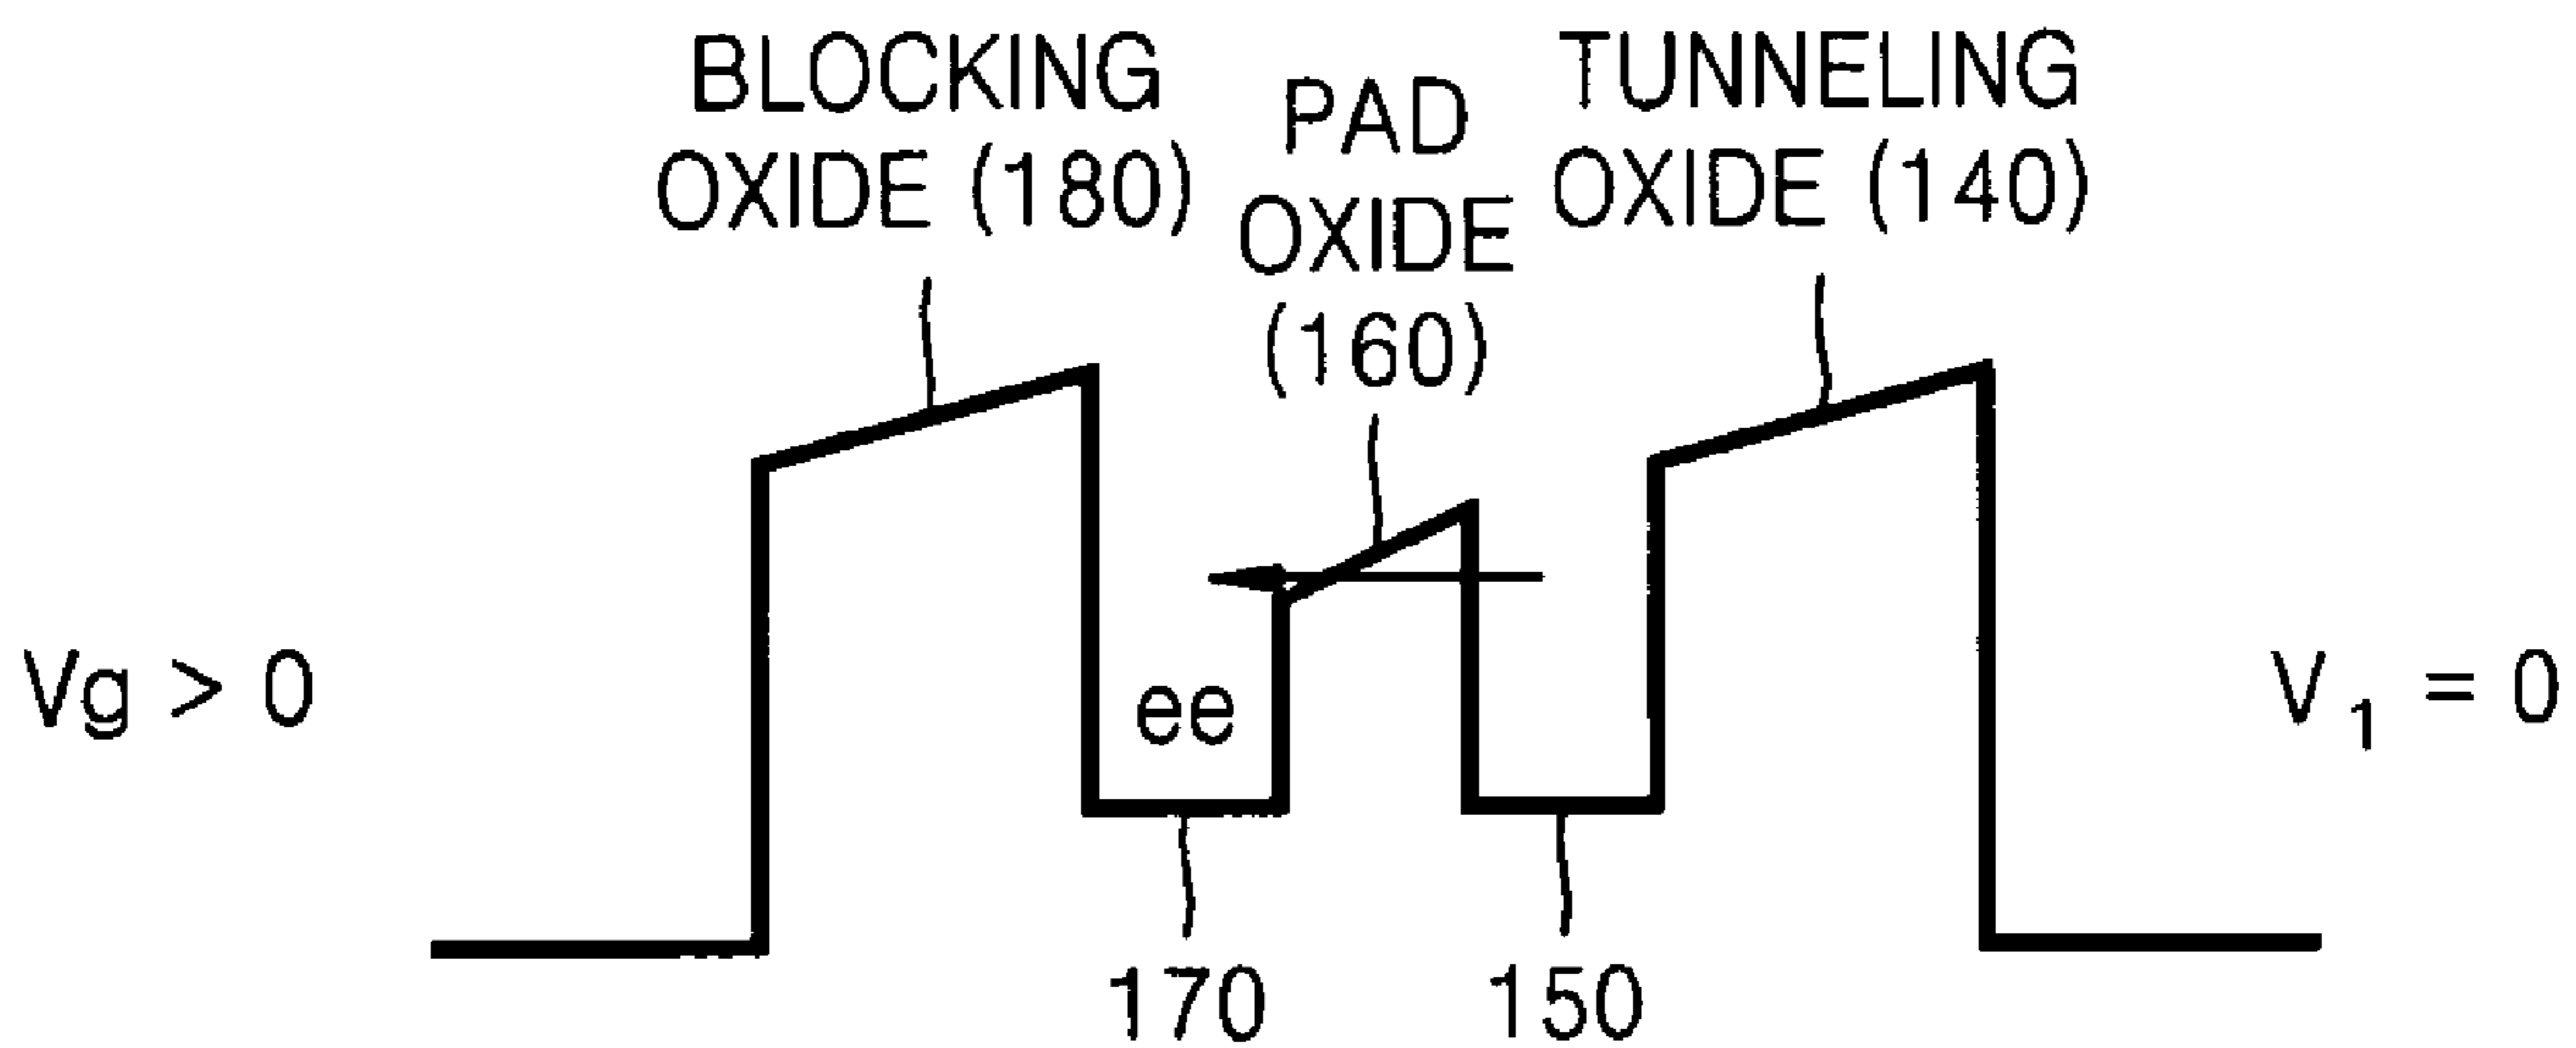 BLOCKING
OXIDE (180)
PAD
OXIDE
(160)
TUNNELING
OXIDE (140)
Vg > 0
ee
V1 = 0
170
150